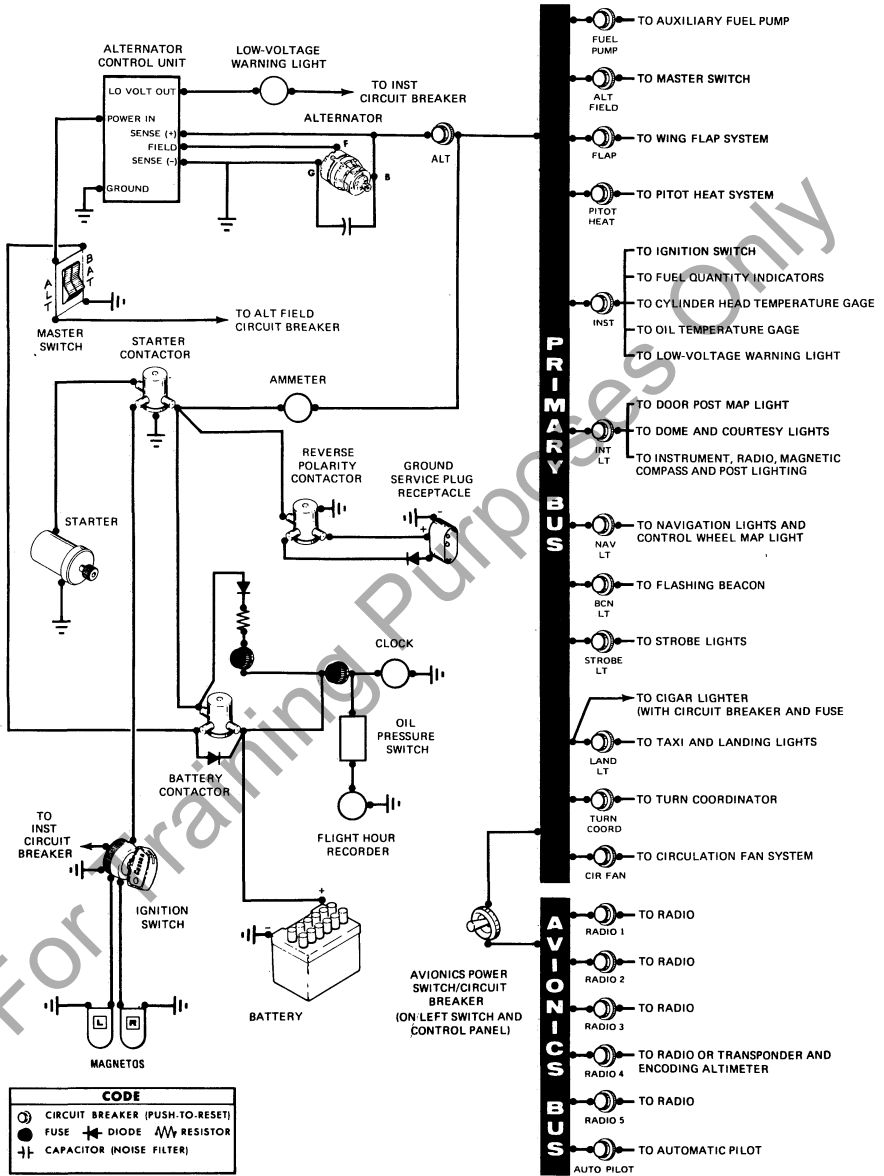 ALTERNATOR
CONTROL UNIT
LO VOLT OUT
POWER IN
SENSE (+)
FIELD
SENSE (–)
GROUND
LOW-VOLTAGE
WARNING LIGHT
TO INST
CIRCUIT BREAKER
ALTERNATOR
F
G
B
ALT
ALT
BAT
MASTER
SWITCH
TO ALT FIELD
CIRCUIT BREAKER
STARTER
CONTACTOR
AMMETER
REVERSE
POLARITY
CONTACTOR
GROUND
SERVICE PLUG
RECEPTACLE
–
+
STARTER
CLOCK
OIL
PRESSURE
SWITCH
BATTERY
CONTACTOR
FLIGHT HOUR
RECORDER
TO
INST
CIRCUIT
BREAKER
IGNITION
SWITCH
+
–
BATTERY
L
R
MAGNETOS
AVIONICS POWER
SWITCH/CIRCUIT
BREAKER
(ON LEFT SWITCH AND
CONTROL PANEL)
PRIMARY BUS
FUEL
PUMP
TO AUXILIARY FUEL PUMP
ALT
FIELD
TO MASTER SWITCH
FLAP
TO WING FLAP SYSTEM
PITOT
HEAT
TO PITOT HEAT SYSTEM
INST
TO IGNITION SWITCH
TO FUEL QUANTITY INDICATORS
TO CYLINDER HEAD TEMPERATURE GAGE
TO OIL TEMPERATURE GAGE
TO LOW-VOLTAGE WARNING LIGHT
INT
LT
TO DOOR POST MAP LIGHT
TO DOME AND COURTESY LIGHTS
TO INSTRUMENT, RADIO, MAGNETIC
COMPASS AND POST LIGHTING
NAV
LT
TO NAVIGATION LIGHTS AND
CONTROL WHEEL MAP LIGHT
BCN
LT
TO FLASHING BEACON
STROBE
LT
TO STROBE LIGHTS
TO CIGAR LIGHTER
(WITH CIRCUIT BREAKER AND FUSE
LAND
LT
TO TAXI AND LANDING LIGHTS
TURN
COORD
TO TURN COORDINATOR
CIR FAN
TO CIRCULATION FAN SYSTEM
AVIONICS BUS
RADIO 1
TO RADIO
RADIO 2
TO RADIO
RADIO 3
TO RADIO
RADIO 4
TO RADIO OR TRANSPONDER AND
ENCODING ALTIMETER
RADIO 5
TO RADIO
AUTO PILOT
TO AUTOMATIC PILOT
CODE
CIRCUIT BREAKER (PUSH-TO-RESET)
FUSE DIODE RESISTOR
CAPACITOR (NOISE FILTER)
For Training Purposes Only